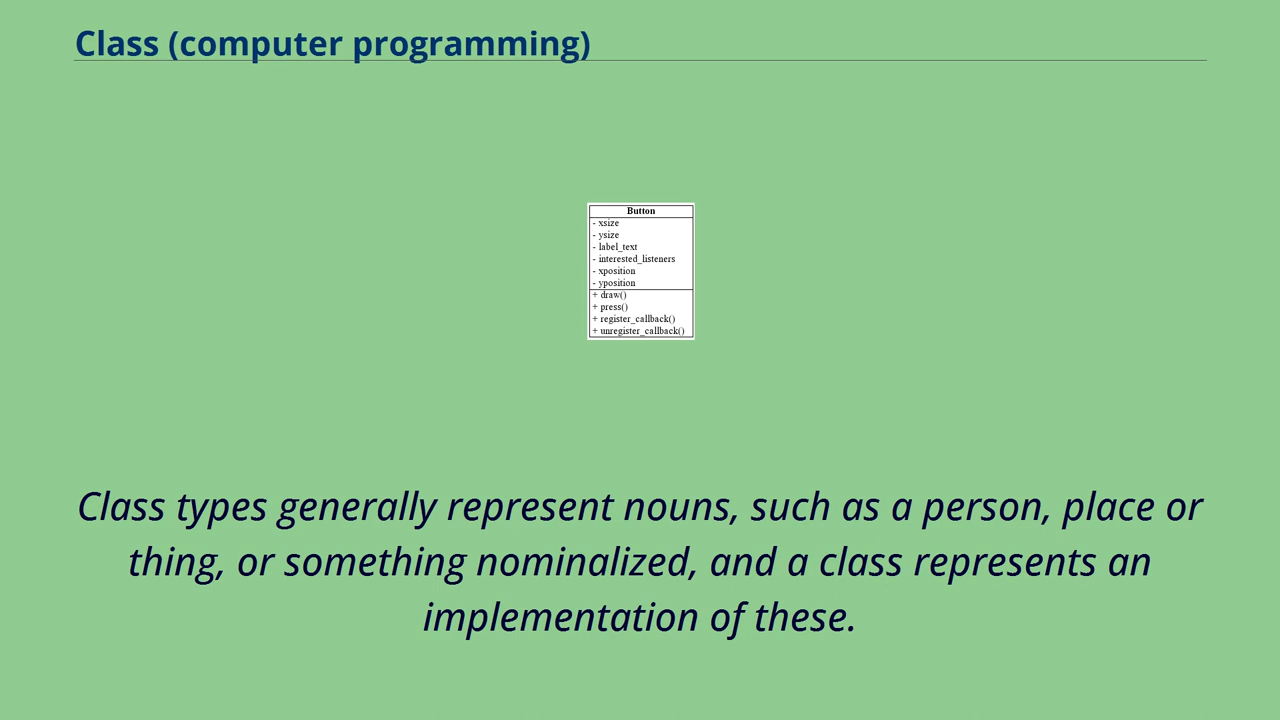 Class (computer programming)
Button
- xsize
- ysize
- label_text
- interested_listeners
- xposition
- yposition
+ draw()
+ press()
+ register_callback()
+ unregister_callback()
Class types generally represent nouns, such as a person, place or
thing, or something nominalized, and a class represents an
implementation of these.